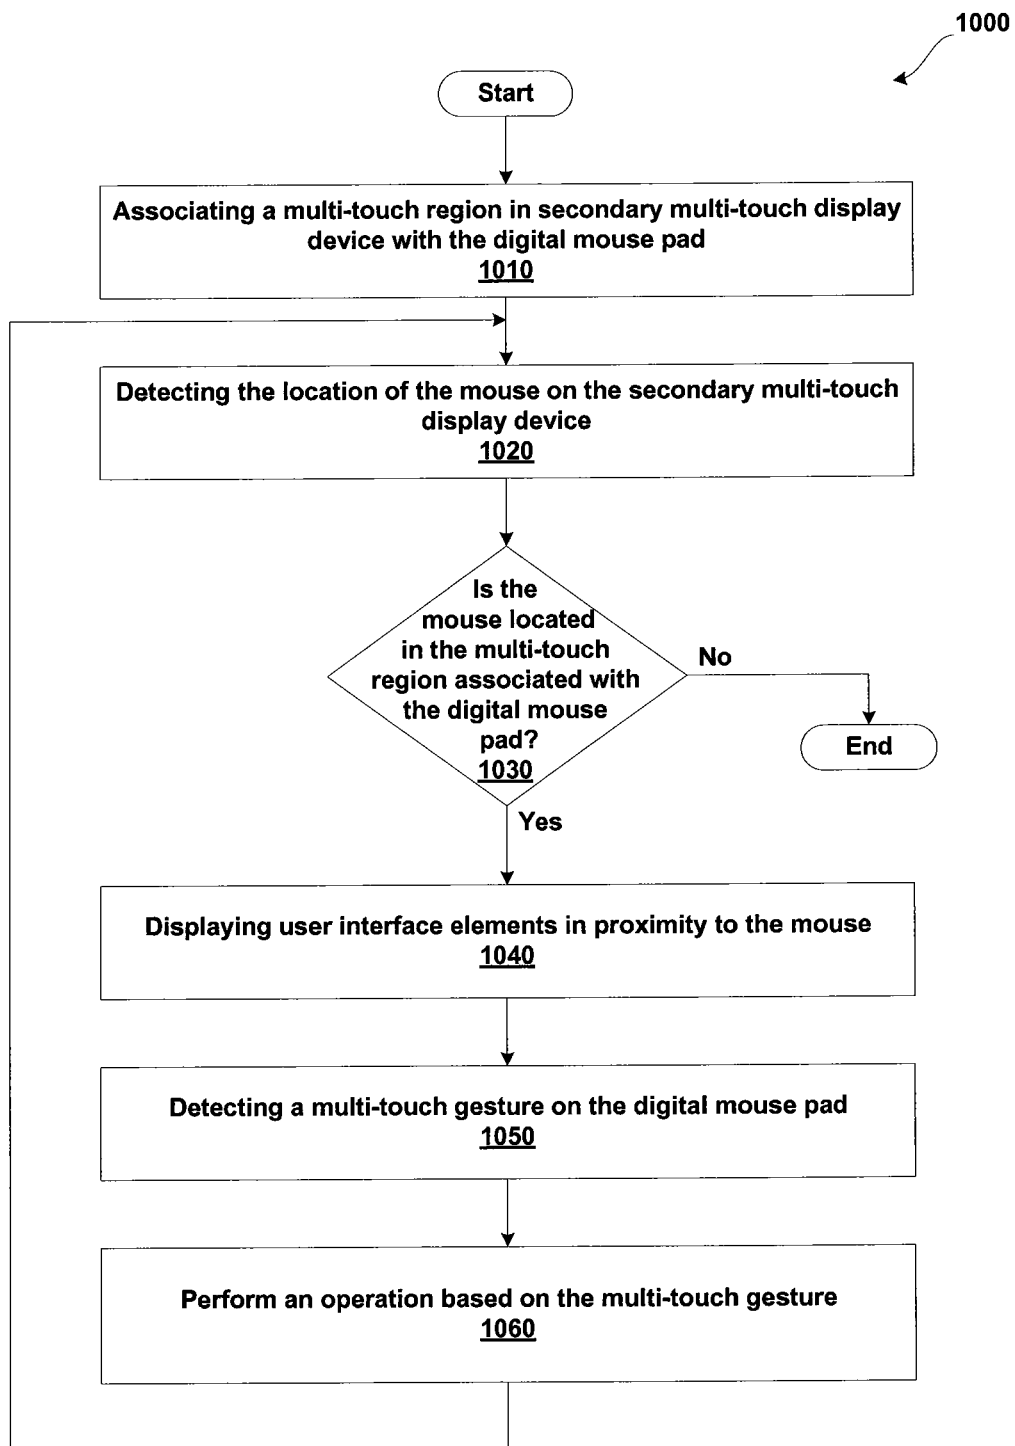 1000
Start
Associating a multi-touch region in secondary multi-touch display
device with the digital mouse pad
1010
Detecting the location of the mouse on the secondary multi-touch
display device
1020
Is the
mouse located
in the multi-touch
region associated with
the digital mouse
pad?
1030
No
End
Yes
Displaying user interface elements in proximity to the mouse
1040
Detecting a multi-touch gesture on the digital mouse pad
1050
Perform an operation based on the multi-touch gesture
1060